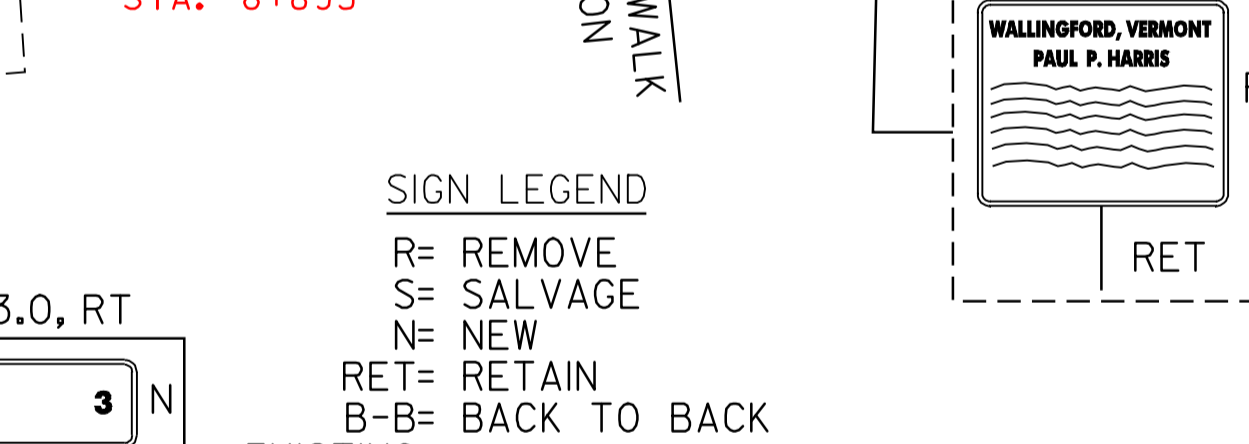 WALK
ON
WALLINGFORD, VERMONT
PAUL P. HARRIS
SIGN LEGEND
R= REMOVE
S= SALVAGE
N= NEW
RET= RETAIN
B-B= BACK TO BACK
RET
3.0, RT
3
N